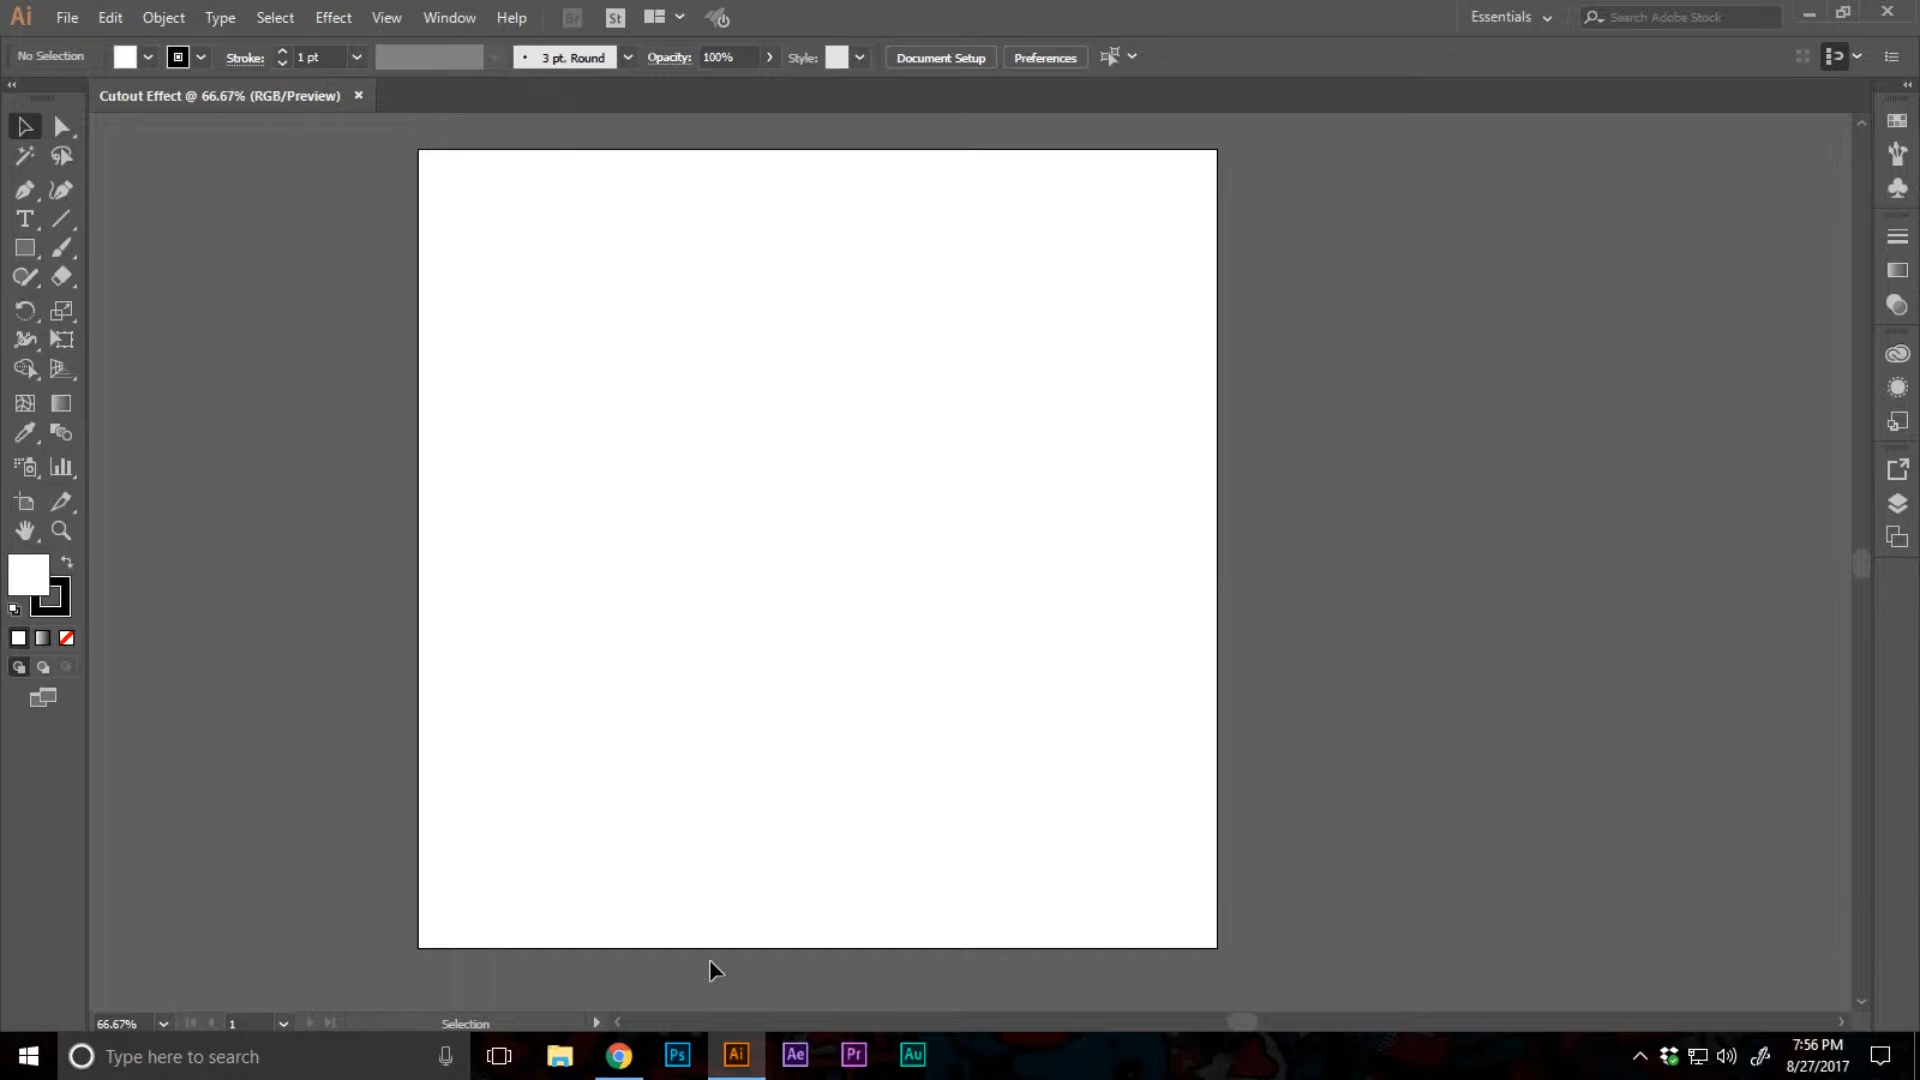 Ai File Edit Object Type Select Effect View Window Help Br St Essentials Search Adobe Stock
No Selection Stroke: 1 pt 3 pt. Round Opacity: 100% Style: Document Setup Preferences
Cutout Effect @ 66.67% (RGB/Preview)
T
66.67% 1 Selection
Type here to search Ps Ai Ae Pr Au 7:56 PM
8/27/2017